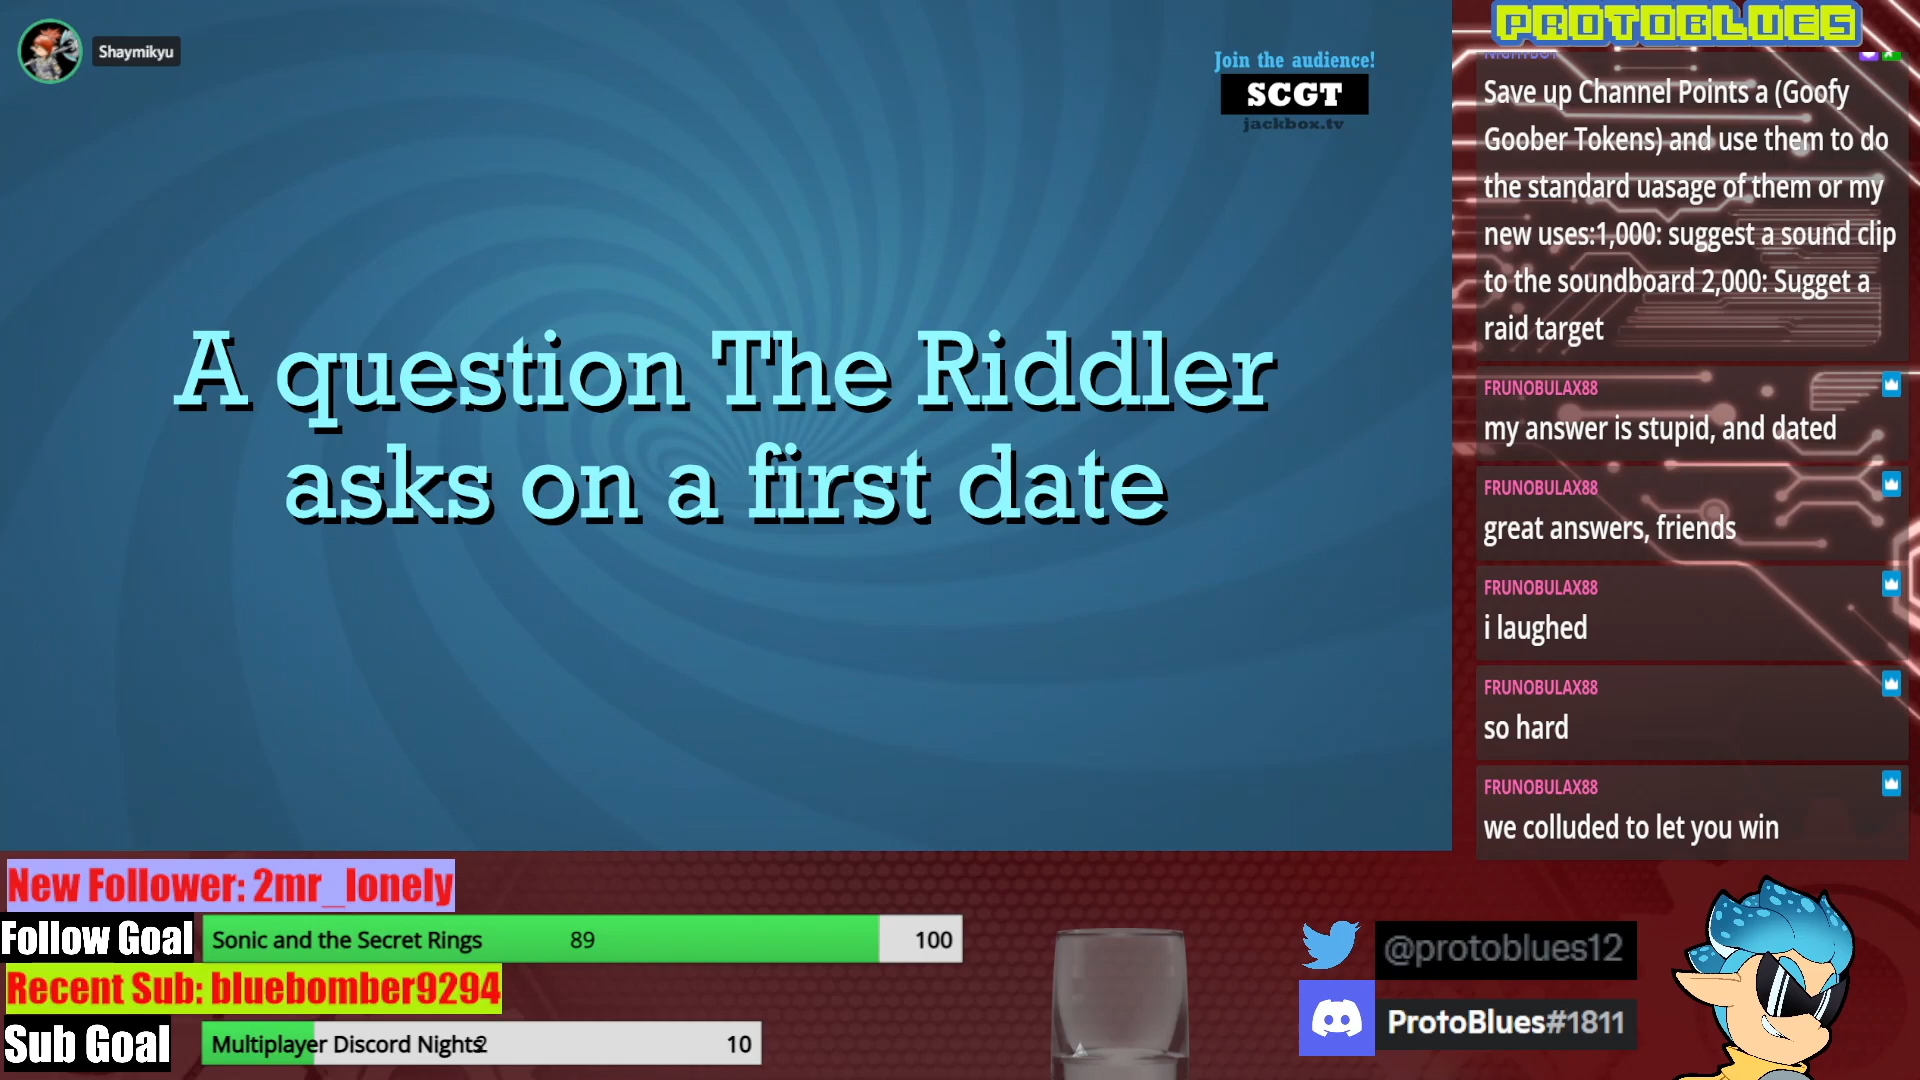 Shaymikyu
Join the audience!
SCGT
jackbox.tv
A question The Riddler
asks on a first date
PROTOBLUES
NIGHTBOT
Save up Channel Points a (Goofy
Goober Tokens) and use them to do
the standard uasage of them or my
new uses:1,000: suggest a sound clip
to the soundboard 2,000: Sugget a
raid target
FRUNOBULAX88
my answer is stupid, and dated
FRUNOBULAX88
great answers, friends
FRUNOBULAX88
i laughed
FRUNOBULAX88
so hard
FRUNOBULAX88
we colluded to let you win
New Follower: 2mr_lonely
Follow Goal
Sonic and the Secret Rings 89 100
Recent Sub: bluebomber9294
Sub Goal
Multiplayer Discord Nights 2 10
@protoblues12
ProtoBlues#1811